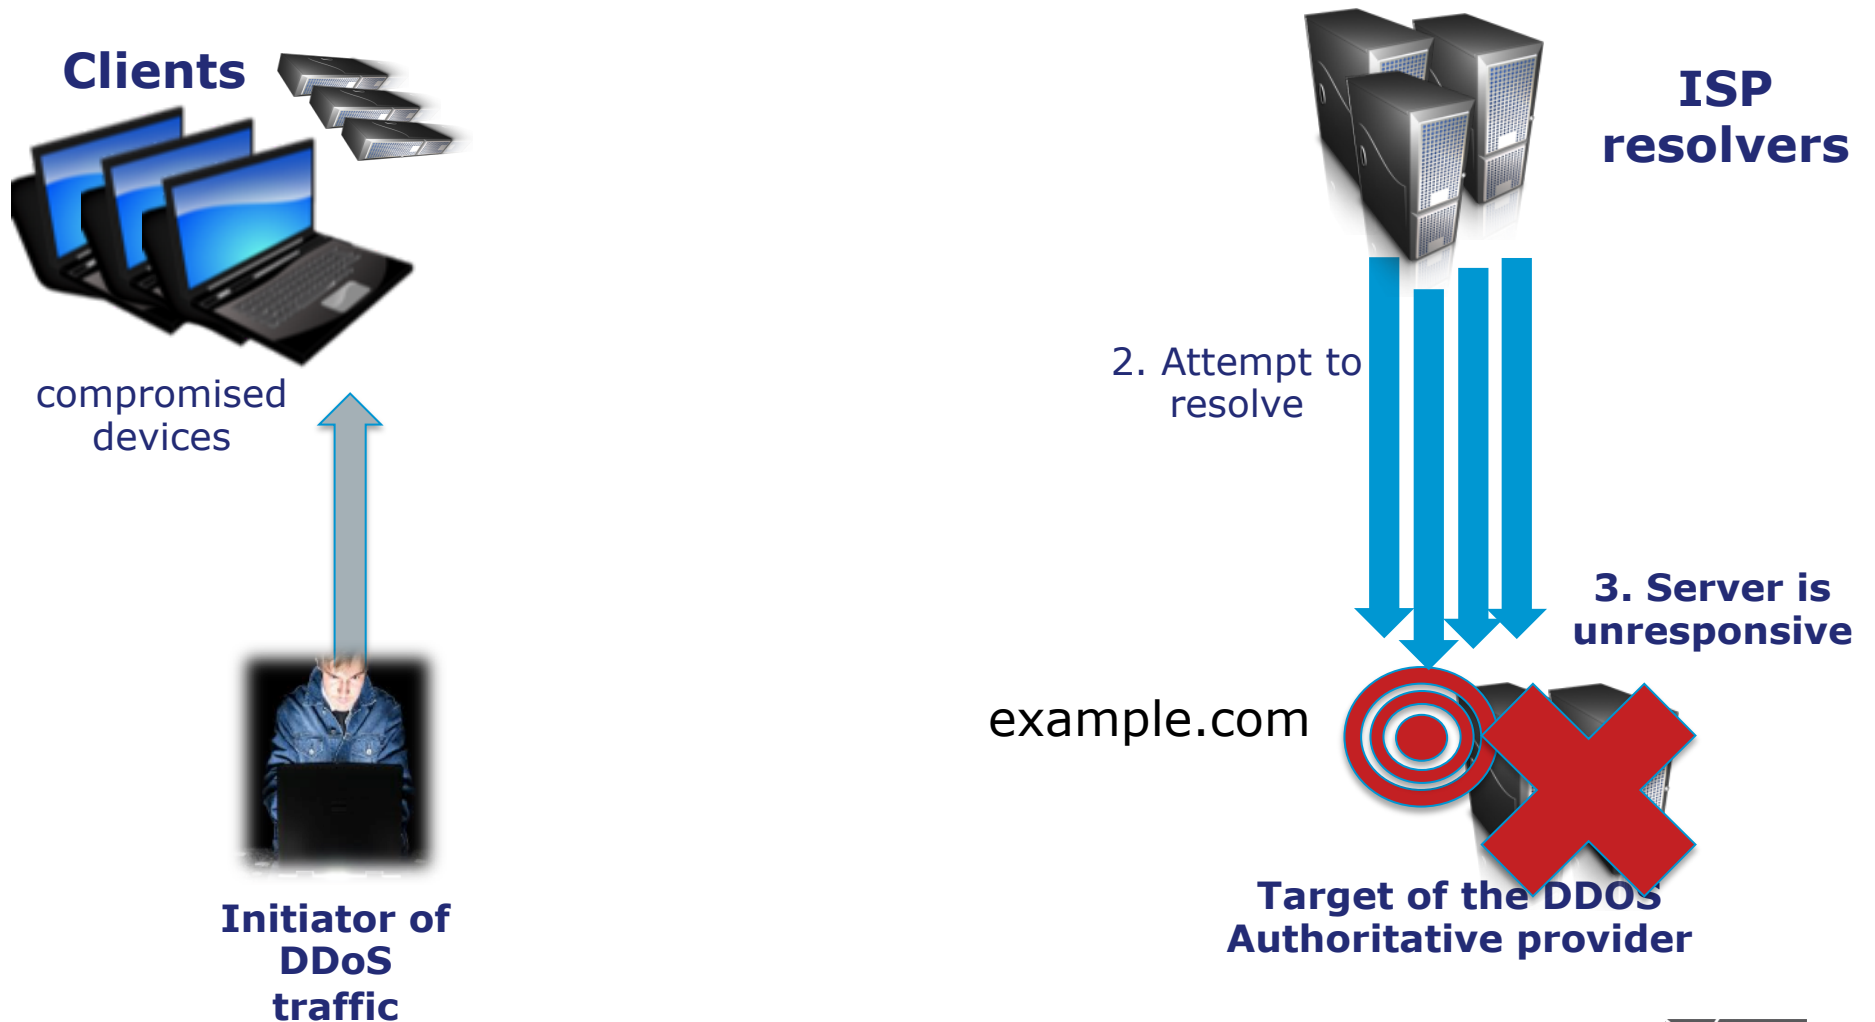 Clients
ISP
resolvers
2. Attempt to
resolve
compromised
devices
3. Server is
unresponsive
example.com
Target of the DDOS
Authoritative provider
Initiator of
DDoS
traffic